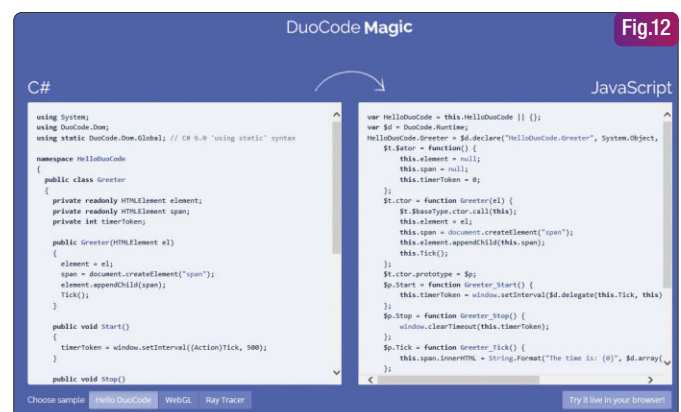 DuoCode Magic
Fig.12
C#
JavaScript
using System;
using DuoCode.Dom;
using static DuoCode.Dom.Global; // C# 6.0 'using static' syntax
namespace HelloDuoCode
{
  public class Greeter
  {
    private readonly HTMLElement element;
    private readonly HTMLElement span;
    private int timerToken;
    public Greeter(HTMLElement el)
    {
      element = el;
      span = document.createElement("span");
      element.appendChild(span);
      Tick();
    }
    public void Start()
    {
      timerToken = window.setInterval((Action)Tick, 500);
    }
    public void Stop()
var HelloDuoCode = this.HelloDuoCode || {};
var $d = DuoCode.Runtime;
HelloDuoCode.Greeter = $d.declare("HelloDuoCode.Greeter", System.Object,
    $t.$ator = function() {
        this.element = null;
        this.span = null;
        this.timerToken = 0;
    };
    $t.ctor = function Greeter(el) {
        $t.$baseType.ctor.call(this);
        this.element = el;
        this.span = document.createElement("span");
        this.element.appendChild(this.span);
        this.Tick();
    };
    $t.ctor.prototype = $p;
    $p.Start = function Greeter_Start() {
        this.timerToken = window.setInterval($d.delegate(this.Tick, this)
    };
    $p.Stop = function Greeter_Stop() {
        window.clearTimeout(this.timerToken);
    };
    $p.Tick = function Greeter_Tick() {
        this.span.innerHTML = String.Format("The time is: {0}", $d.array(
    };
Choose sample: Hello DuoCode WebGL Ray Tracer
Try it live in your browser!